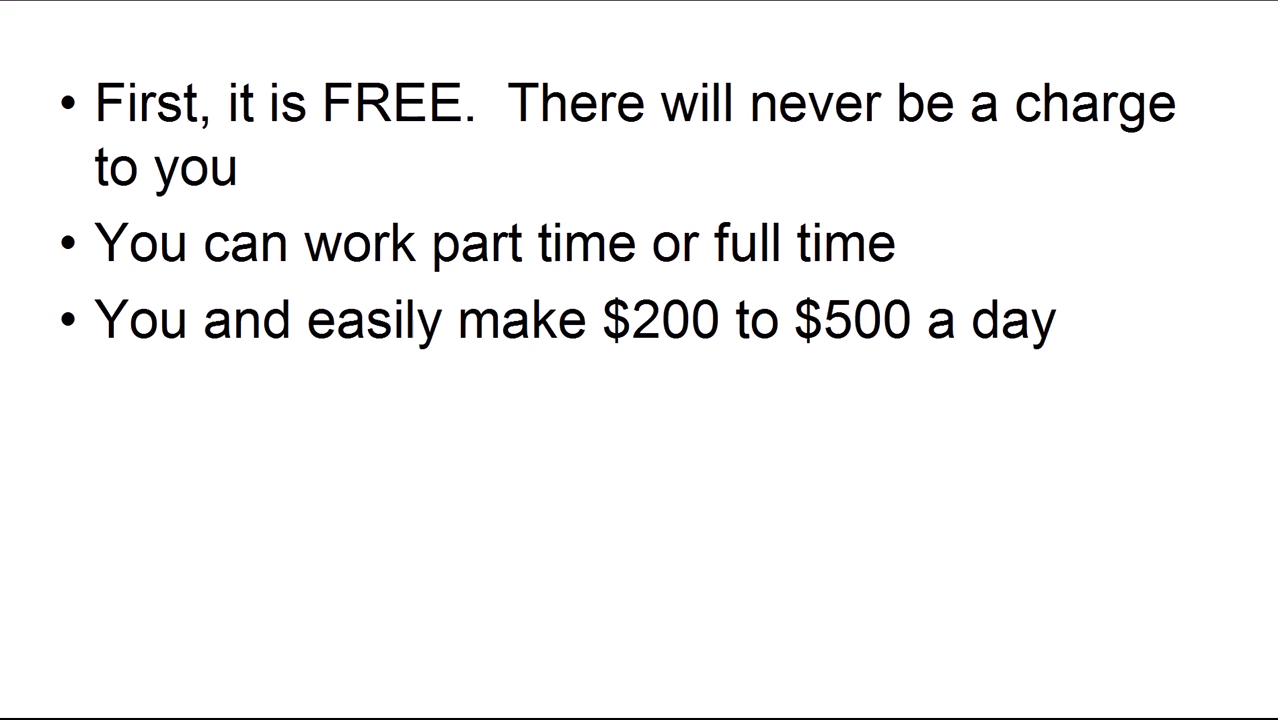 • First, it is FREE.  There will never be a charge
to you
• You can work part time or full time
• You and easily make $200 to $500 a day